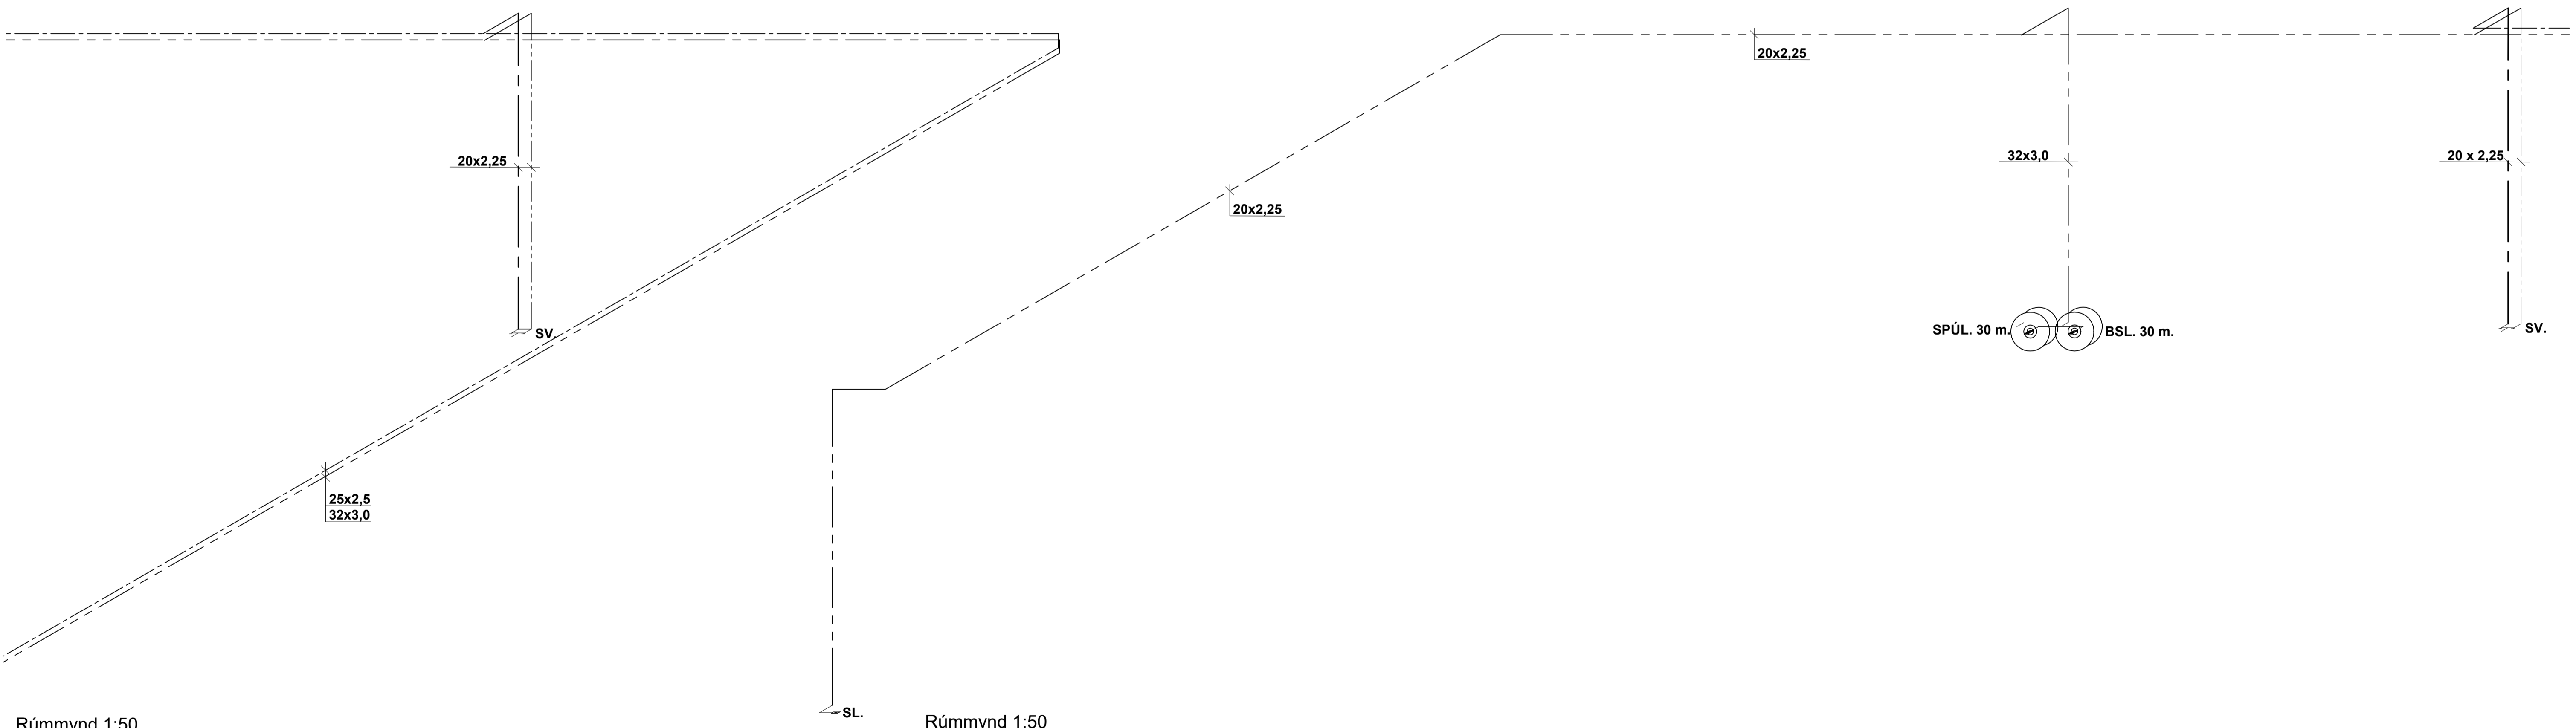 20x2,25
SV.
25x2,5
32x3,0
Rúmmynd 1:50
20x2,25
20x2,25
SL.
32x3,0
SPÚL. 30 m.
BSL. 30 m.
20 x 2,25
SV.
Rúmmynd 1:50